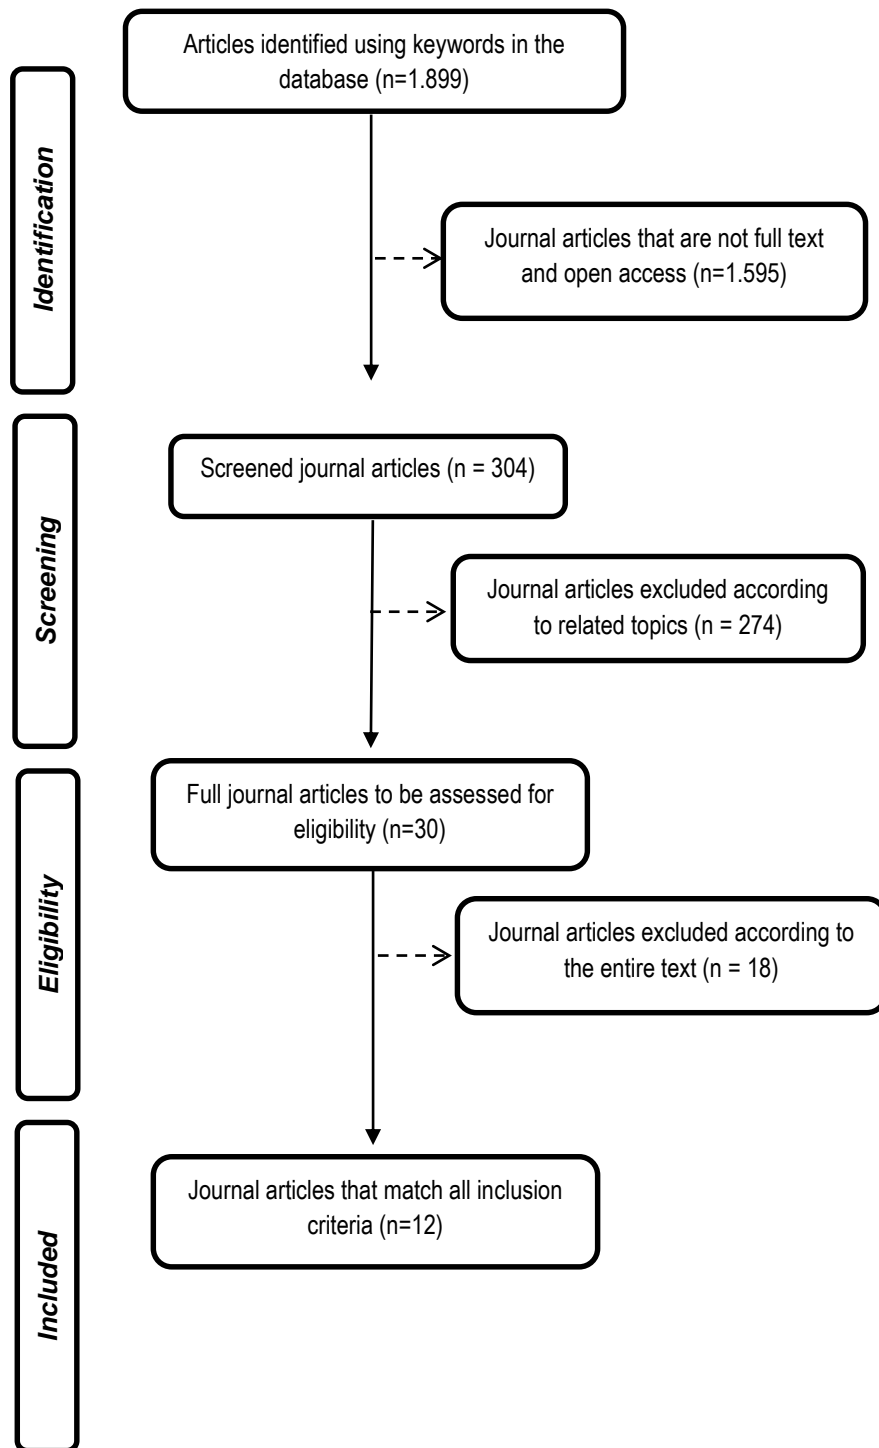 Articles identified using keywords in the
database (n=1.899)
Identification
Journal articles that are not full text
and open access (n=1.595)
Screening
Screened journal articles (n = 304)
Journal articles excluded according
to related topics (n = 274)
Eligibility
Full journal articles to be assessed for
eligibility (n=30)
Journal articles excluded according to
the entire text (n = 18)
Included
Journal articles that match all inclusion
criteria (n=12)